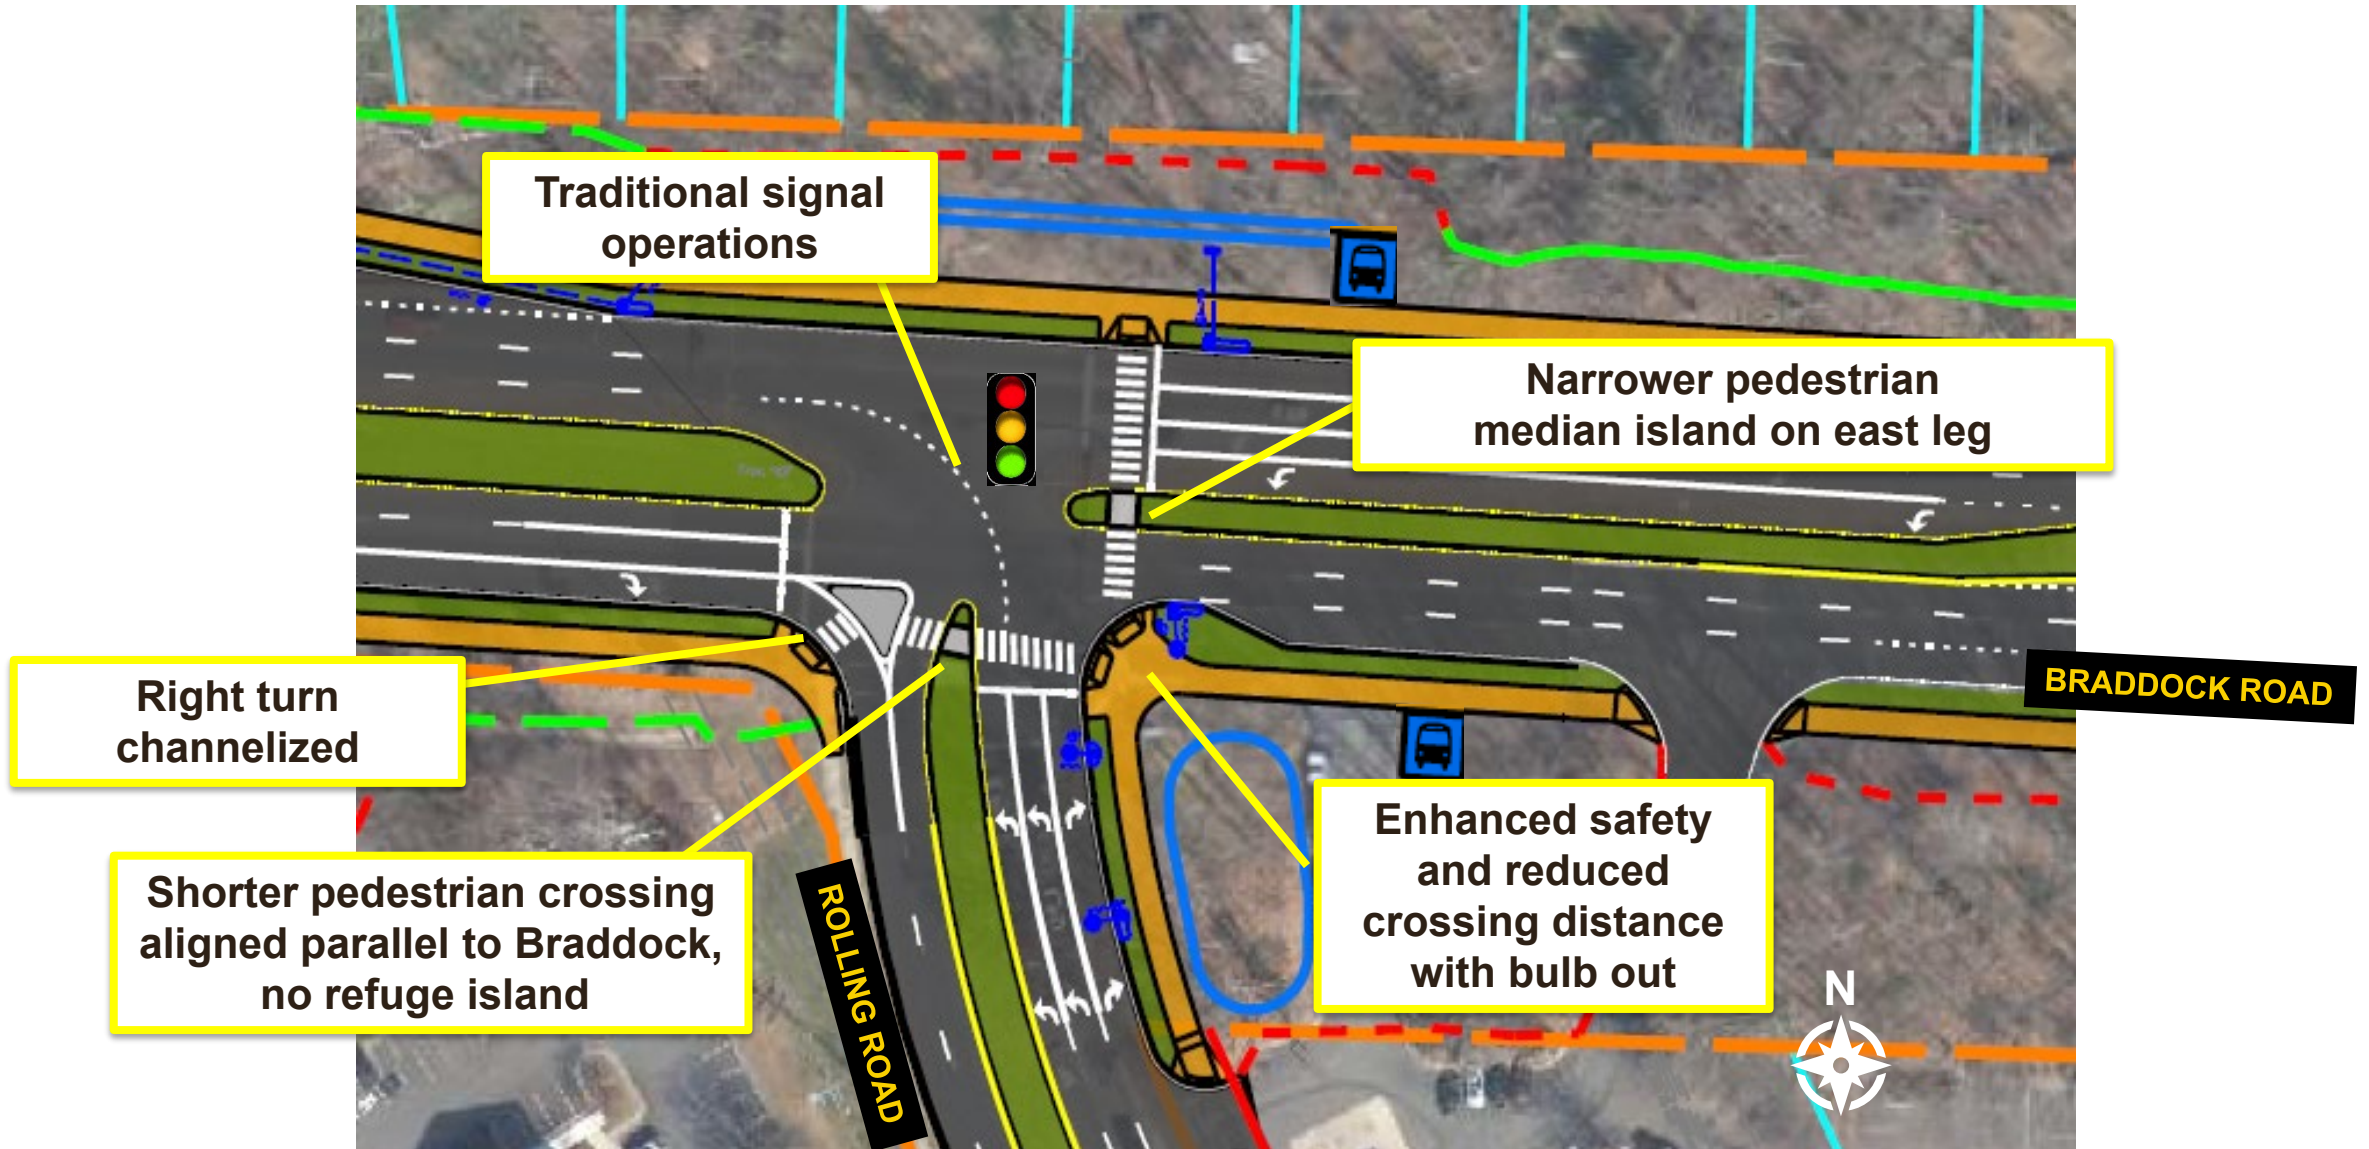 Traditional signal
operations
Narrower pedestrian
median island on east leg
BRADDOCK ROAD
Right turn
channelized
Shorter pedestrian crossing
aligned parallel to Braddock,
no refuge island
ROLLING ROAD
Enhanced safety
and reduced
crossing distance
with bulb out
N